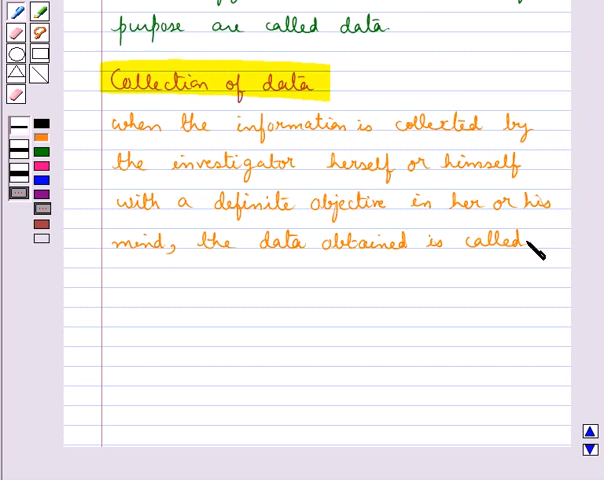 purpose are called data.
Collection of data
when the information is collected by
the investigator herself or himself
with a definite objective in her or his
mind, the data obtained is called